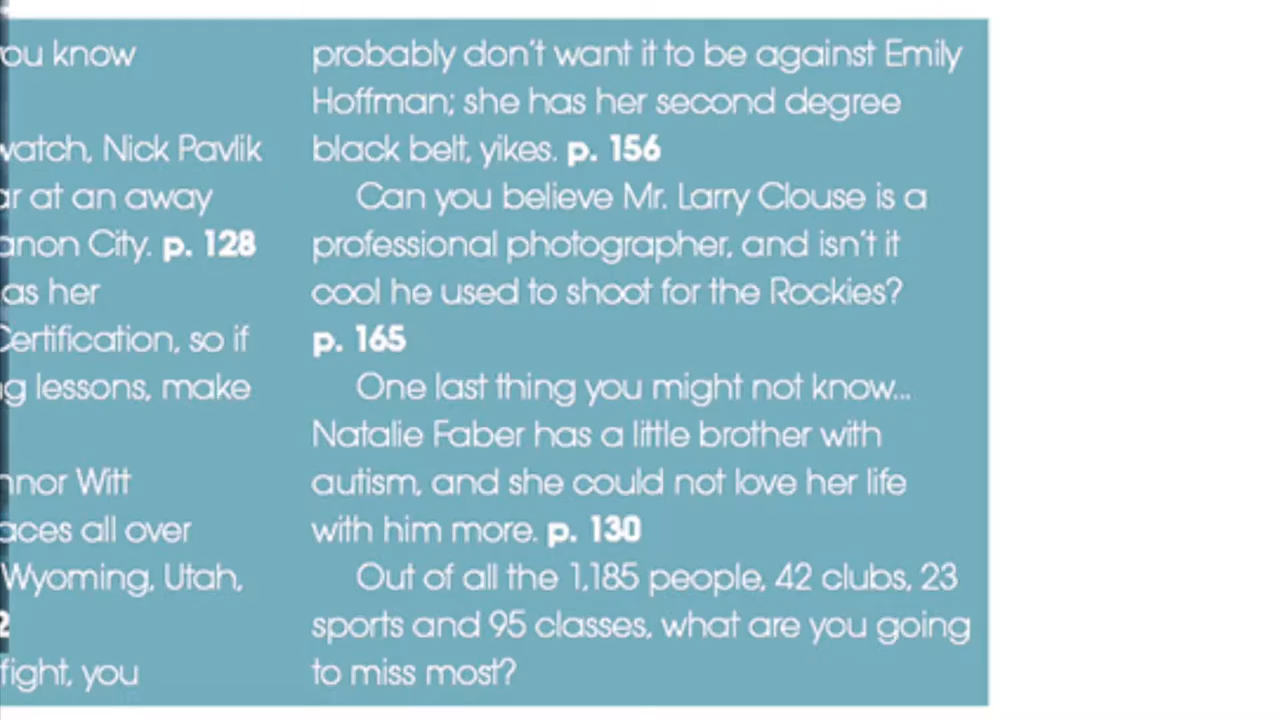 ou know
watch, Nick Pavlik
ar at an away
anon City. p. 128
as her
Certification, so if
g lessons, make
nnor Witt
aces all over
Wyoming, Utah,
2
fight, you
probably don't want it to be against Emily
Hoffman; she has her second degree
black belt, yikes. p. 156
Can you believe Mr. Larry Clouse is a
professional photographer, and isn't it
cool he used to shoot for the Rockies?
p. 165
One last thing you might not know...
Natalie Faber has a little brother with
autism, and she could not love her life
with him more. p. 130
Out of all the 1,185 people, 42 clubs, 23
sports and 95 classes, what are you going
to miss most?